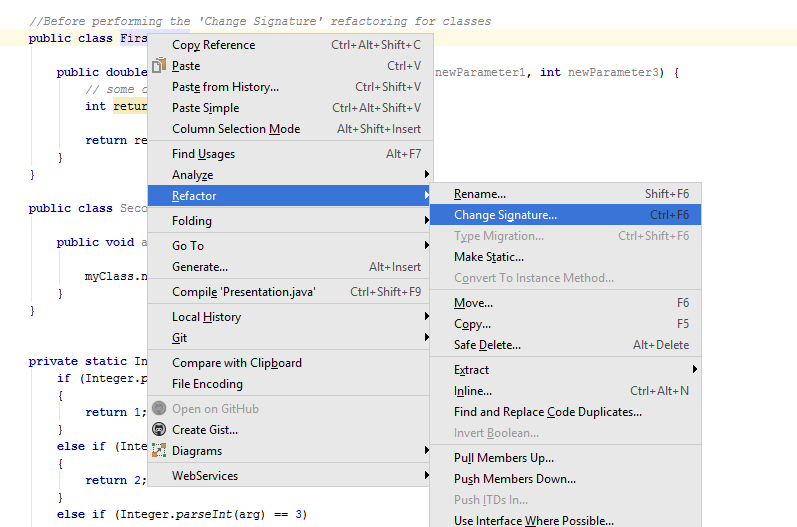 //Before performing the 'Change Signature' refactoring for classes
public class Firs
Copy Reference Ctrl+Alt+Shift+C
Paste Ctrl+V
public double newParameter1, int newParameter3) {
Paste from History... Ctrl+Shift+V
// some c
Paste Simple Ctrl+Alt+Shift+V
int retur
Column Selection Mode Alt+Shift+Insert
return re
Find Usages Alt+F7
}
Analyze
}
Refactor
Rename... Shift+F6
public class Seco
Change Signature... Ctrl+F6
Folding
Type Migration... Ctrl+Shift+F6
public void a
Go To
Make Static...
Generate... Alt+Insert
myClass.n
Convert To Instance Method...
Compile 'Presentation.java' Ctrl+Shift+F9
}
Move... F6
}
Local History
Copy... F5
Git
Safe Delete... Alt+Delete
private static In
Compare with Clipboard
Extract
if (Integer.p
File Encoding
Inline... Ctrl+Alt+N
{
return 1;
Open on GitHub
Find and Replace Code Duplicates...
}
Create Gist...
Invert Boolean...
else if (Inte
Diagrams
Pull Members Up...
{
return 2;
WebServices
Push Members Down...
}
Push ITDs In...
else if (Integer.parseInt(arg) == 3)
Use Interface Where Possible...